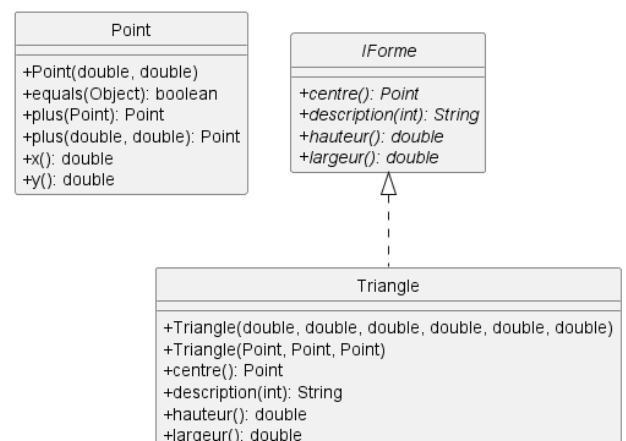 Point
+Point(double, double)
+equals(Object): boolean
+plus(Point): Point
+plus(double, double): Point
+x(): double
+y(): double
IForme
+centre(): Point
+description(int): String
+hauteur(): double
+largeur(): double
Triangle
+Triangle(double, double, double, double, double, double)
+Triangle(Point, Point, Point)
+centre(): Point
+description(int): String
+hauteur(): double
+largeur(): double